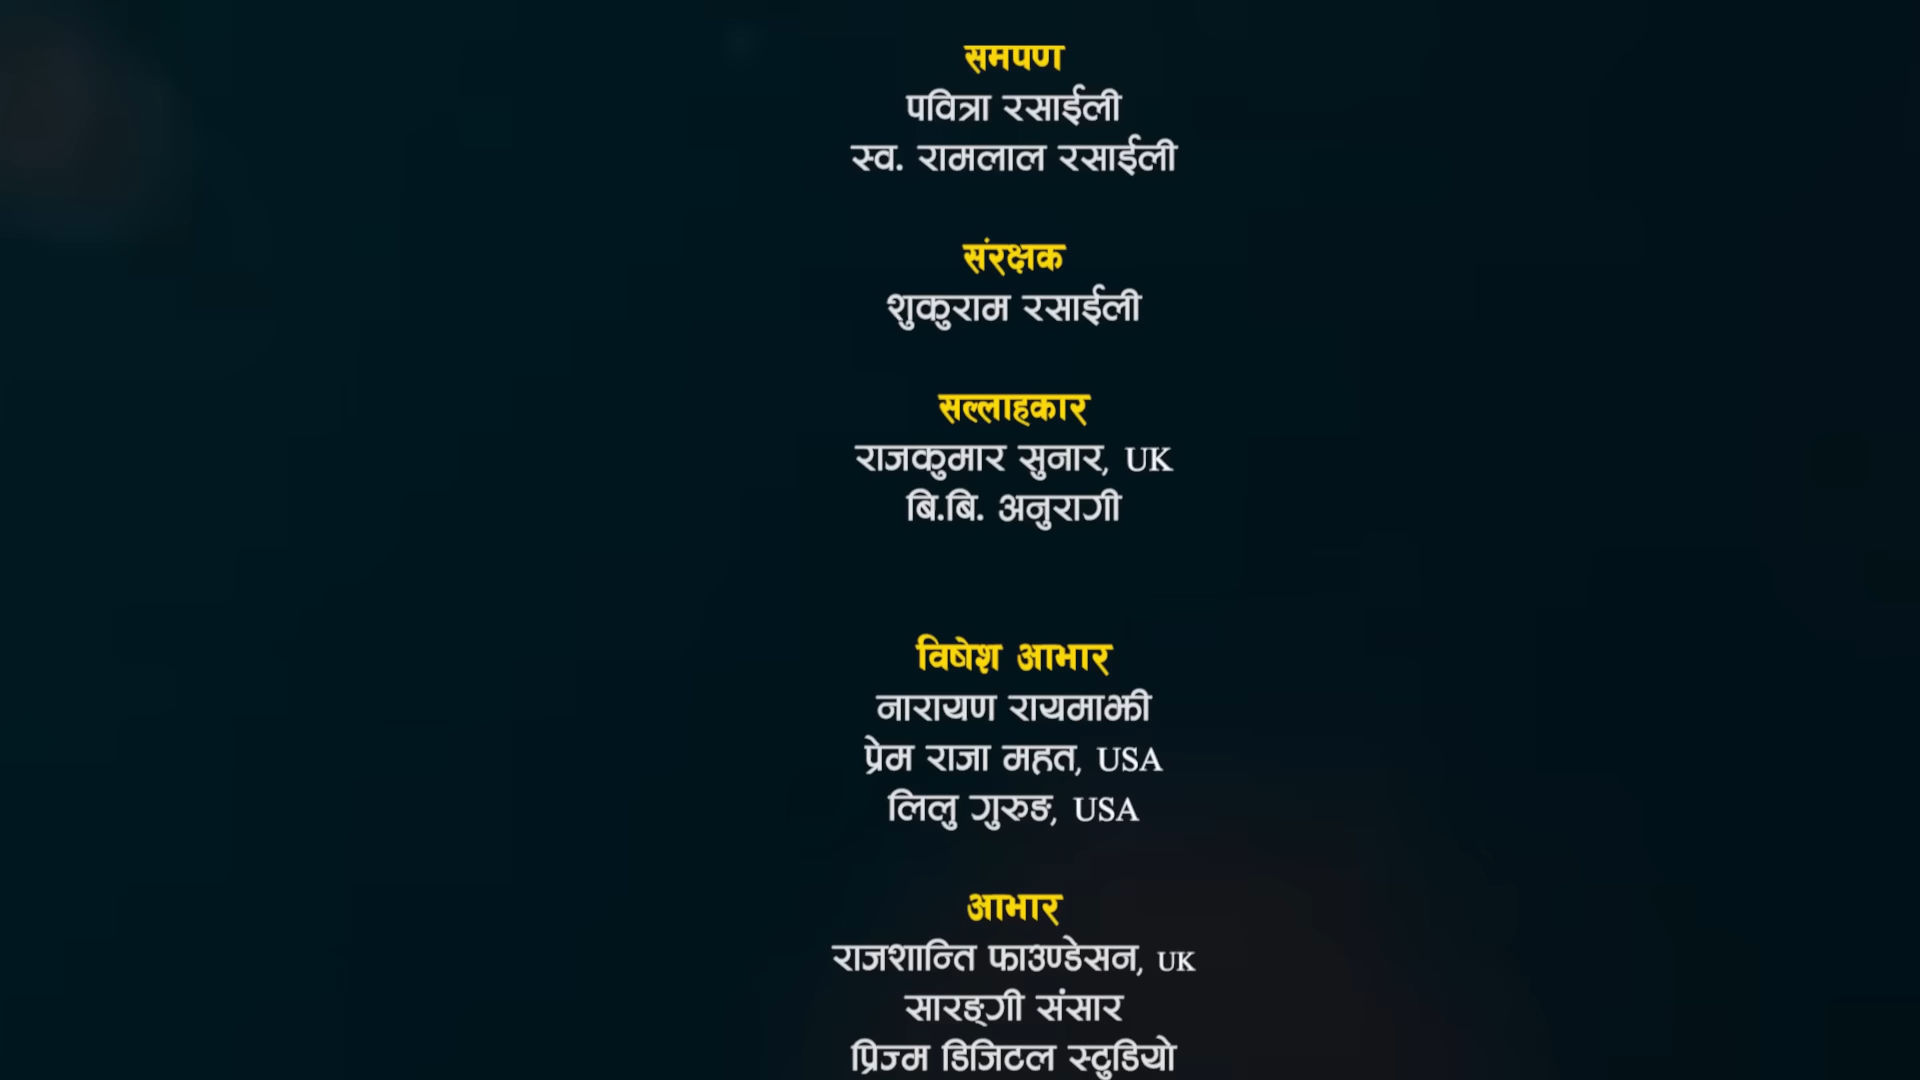 समपण
पवित्रा रसाईली
स्व. रामलाल रसाईली
संरक्षक
शुकुराम रसाईली
सल्लाहकार
राजकुमार सुनार, UK
बि.बि. अनुरागी
विषेश आभार
नारायण रायमाझी
प्रेम राजा महत, USA
लिलु गुरुङ, USA
आभार
राजशान्ति फाउण्डेसन, UK
सारङ्गी संसार
प्रिज्म डिजिटल स्टुडियो